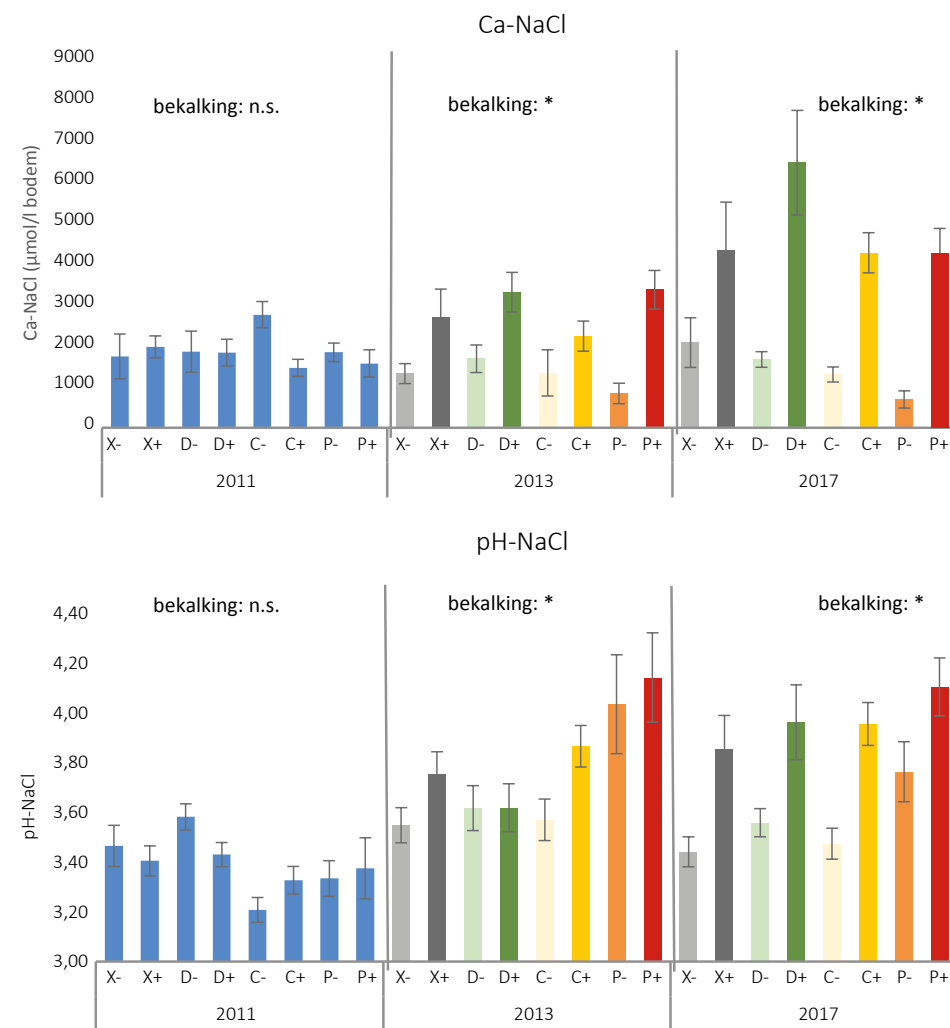 Ca-NaCl
9000
8000
7000
6000
5000
4000
3000
2000
1000
0
Ca-NaCl (µmol/l bodem)
bekalking: n.s.
bekalking: *
bekalking: *
X- X+ D- D+ C- C+ P- P+ X- X+ D- D+ C- C+ P- P+ X- X+ D- D+ C- C+ P- P+
2011 2013 2017
pH-NaCl
4,40
4,20
4,00
3,80
3,60
3,40
3,20
3,00
pH-NaCl
bekalking: n.s.
bekalking: *
bekalking: *
X- X+ D- D+ C- C+ P- P+ X- X+ D- D+ C- C+ P- P+ X- X+ D- D+ C- C+ P- P+
2011 2013 2017